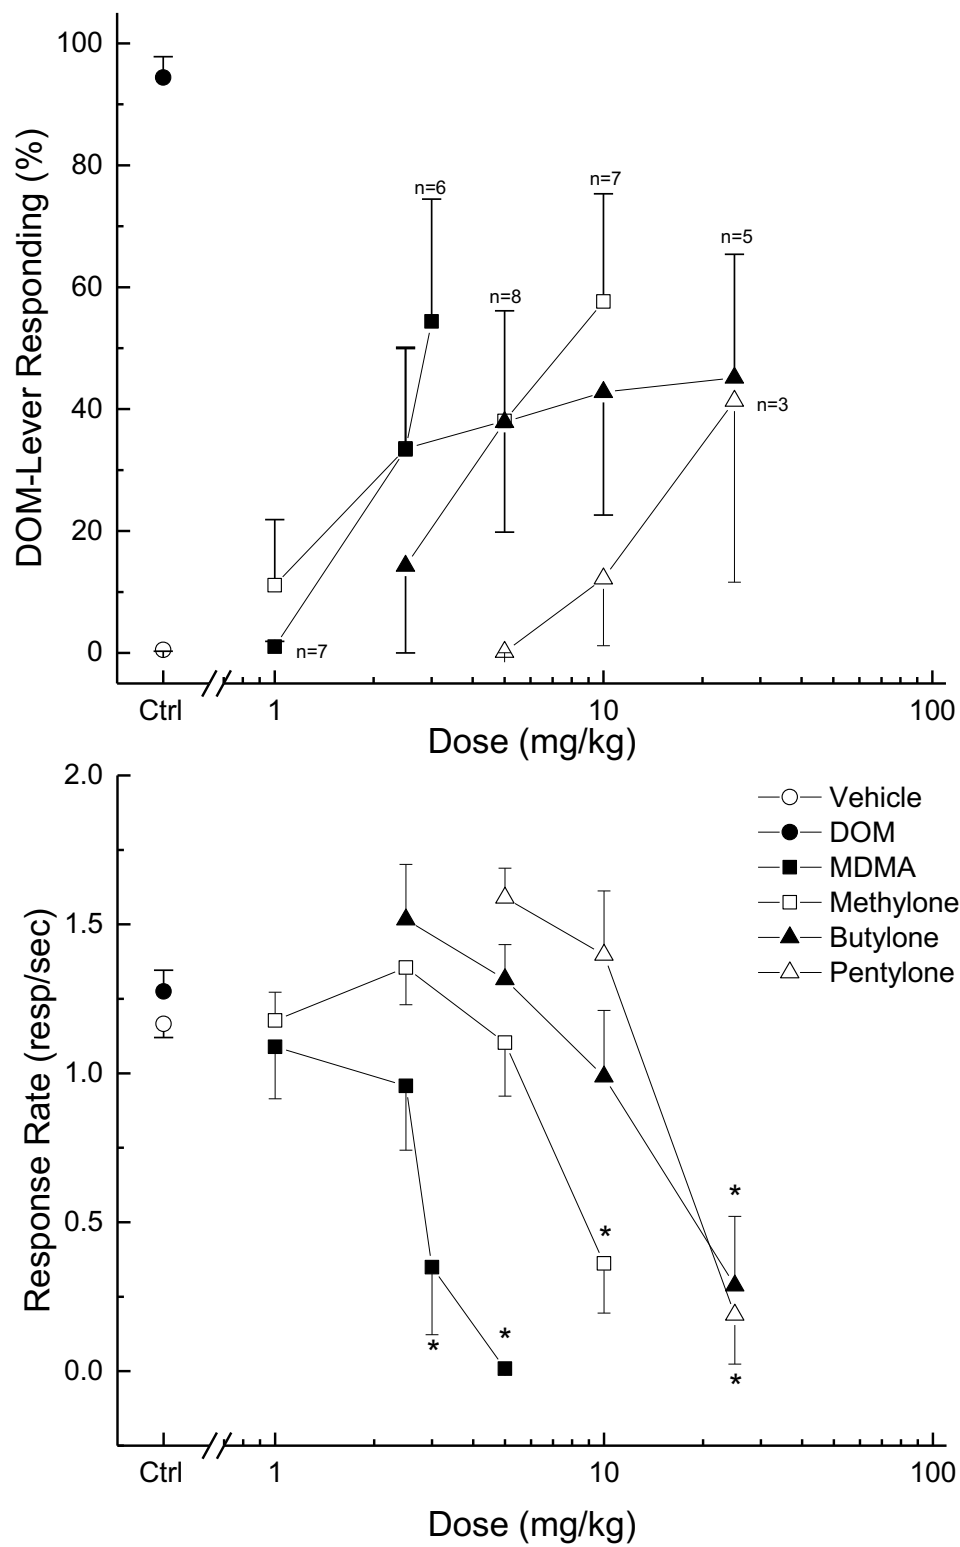 100
80
60
40
20
0
DOM-Lever Responding (%)
n=6
n=7
n=5
n=8
n=3
n=7
Ctrl 1 10 100
Dose (mg/kg)
2.0
1.5
1.0
0.5
0.0
Response Rate (resp/sec)
Vehicle
DOM
MDMA
Methylone
Butylone
Pentylone
*
*
*
*
*
Ctrl 1 10 100
Dose (mg/kg)